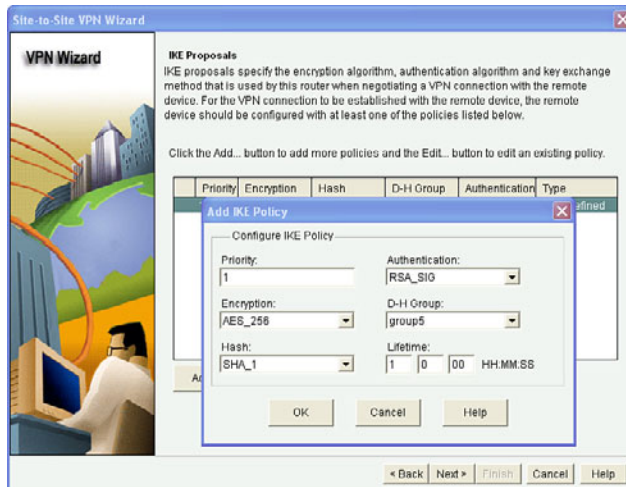 Site-to-Site VPN Wizard
VPN Wizard
IKE Proposals
IKE proposals specify the encryption algorithm, authentication algorithm and key exchange
method that is used by this router when negotiating a VPN connection with the remote
device. For the VPN connection to be established with the remote device, the remote
device should be configured with at least one of the policies listed below.
Click the Add... button to add more policies and the Edit... button to edit an existing policy.
Priority Encryption Hash D-H Group Authentication Type
efined
Add IKE Policy
Configure IKE Policy
Priority: Authentication:
1 RSA_SIG
Encryption: D-H Group:
AES_256 group5
Hash: Lifetime:
SHA_1 1 0 00 HH:MM:SS
A
OK Cancel Help
< Back Next > Finish Cancel Help